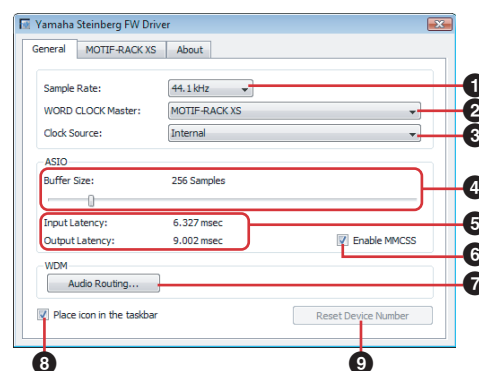 Yamaha Steinberg FW Driver
General MOTIF-RACK XS About
Sample Rate: 44.1 kHz 1
WORD CLOCK Master: MOTIF-RACK XS 2
Clock Source: Internal 3
ASIO
Buffer Size: 256 Samples 4
Input Latency: 6.327 msec 5
Output Latency: 9.002 msec Enable MMCSS 6
WDM
Audio Routing... 7
Place icon in the taskbar Reset Device Number
8 9